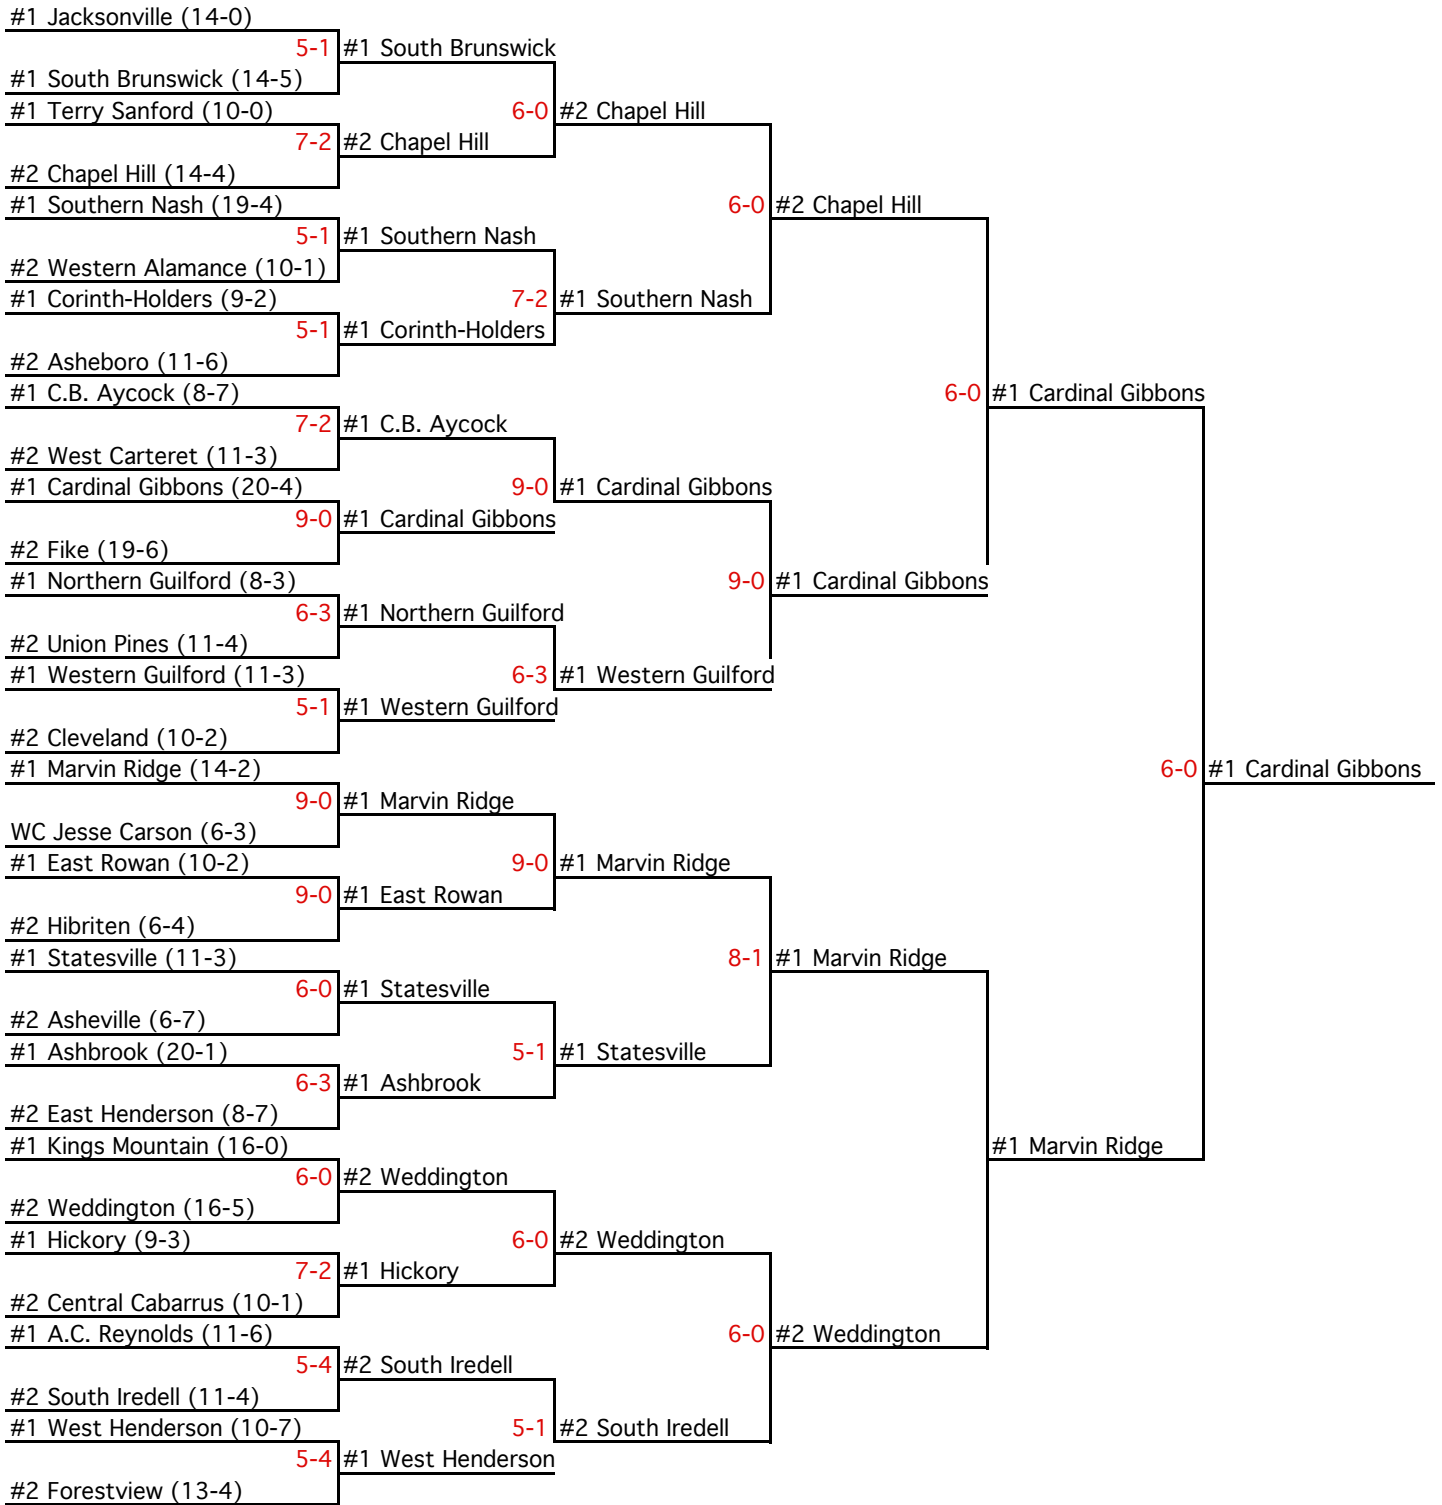 #1 Jacksonville (14-0)
5-1 #1 South Brunswick
#1 South Brunswick (14-5)
#1 Terry Sanford (10-0) 6-0 #2 Chapel Hill
7-2 #2 Chapel Hill
#2 Chapel Hill (14-4)
#1 Southern Nash (19-4) 6-0 #2 Chapel Hill
5-1 #1 Southern Nash
#2 Western Alamance (10-1)
#1 Corinth-Holders (9-2) 7-2 #1 Southern Nash
5-1 #1 Corinth-Holders
#2 Asheboro (11-6)
#1 C.B. Aycock (8-7) 6-0 #1 Cardinal Gibbons
7-2 #1 C.B. Aycock
#2 West Carteret (11-3)
#1 Cardinal Gibbons (20-4) 9-0 #1 Cardinal Gibbons
9-0 #1 Cardinal Gibbons
#2 Fike (19-6)
#1 Northern Guilford (8-3) 9-0 #1 Cardinal Gibbons
6-3 #1 Northern Guilford
#2 Union Pines (11-4)
#1 Western Guilford (11-3) 6-3 #1 Western Guilford
5-1 #1 Western Guilford
#2 Cleveland (10-2)
#1 Marvin Ridge (14-2) 6-0 #1 Cardinal Gibbons
9-0 #1 Marvin Ridge
WC Jesse Carson (6-3)
#1 East Rowan (10-2) 9-0 #1 Marvin Ridge
9-0 #1 East Rowan
#2 Hibriten (6-4)
#1 Statesville (11-3) 8-1 #1 Marvin Ridge
6-0 #1 Statesville
#2 Asheville (6-7)
#1 Ashbrook (20-1) 5-1 #1 Statesville
6-3 #1 Ashbrook
#2 East Henderson (8-7)
#1 Kings Mountain (16-0) #1 Marvin Ridge
6-0 #2 Weddington
#2 Weddington (16-5)
#1 Hickory (9-3) 6-0 #2 Weddington
7-2 #1 Hickory
#2 Central Cabarrus (10-1)
#1 A.C. Reynolds (11-6) 6-0 #2 Weddington
5-4 #2 South Iredell
#2 South Iredell (11-4)
#1 West Henderson (10-7) 5-1 #2 South Iredell
5-4 #1 West Henderson
#2 Forestview (13-4)